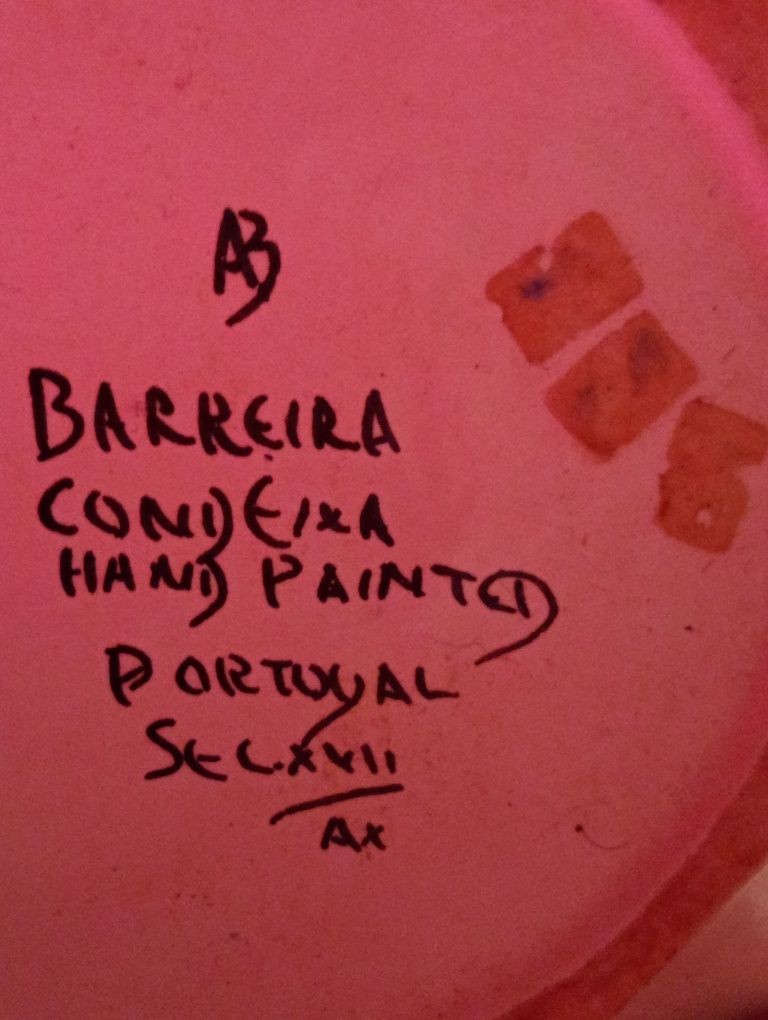 AB
BARREIRA
CONDEIXA
HAND PAINTED
PORTUGAL
SEC.XVII
AX